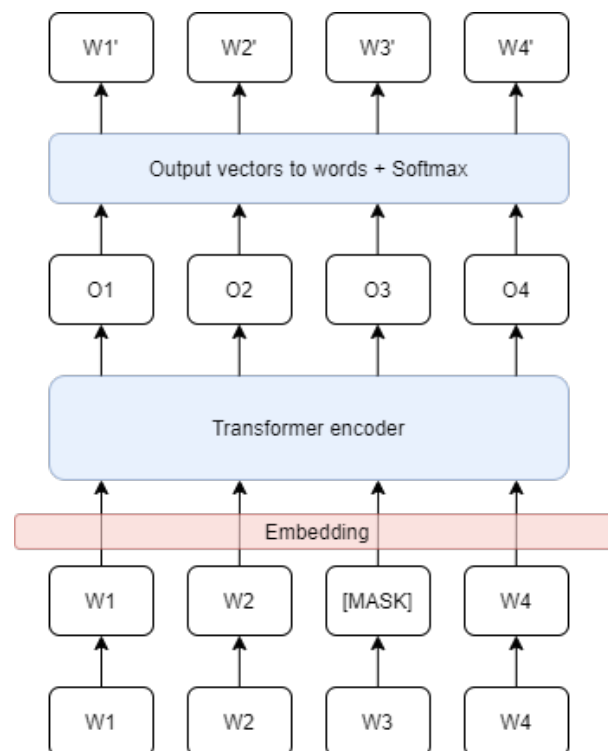 W1' W2' W3' W4'
Output vectors to words + Softmax
O1 O2 O3 O4
Transformer encoder
Embedding
W1 W2 [MASK] W4
W1 W2 W3 W4